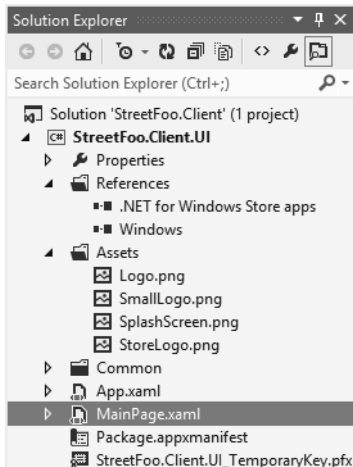 Solution Explorer
Search Solution Explorer (Ctrl+;)
Solution 'StreetFoo.Client' (1 project)
C# StreetFoo.Client.UI
Properties
References
.NET for Windows Store apps
Windows
Assets
Logo.png
SmallLogo.png
SplashScreen.png
StoreLogo.png
Common
App.xaml
MainPage.xaml
Package.appxmanifest
StreetFoo.Client.UI_TemporaryKey.pfx